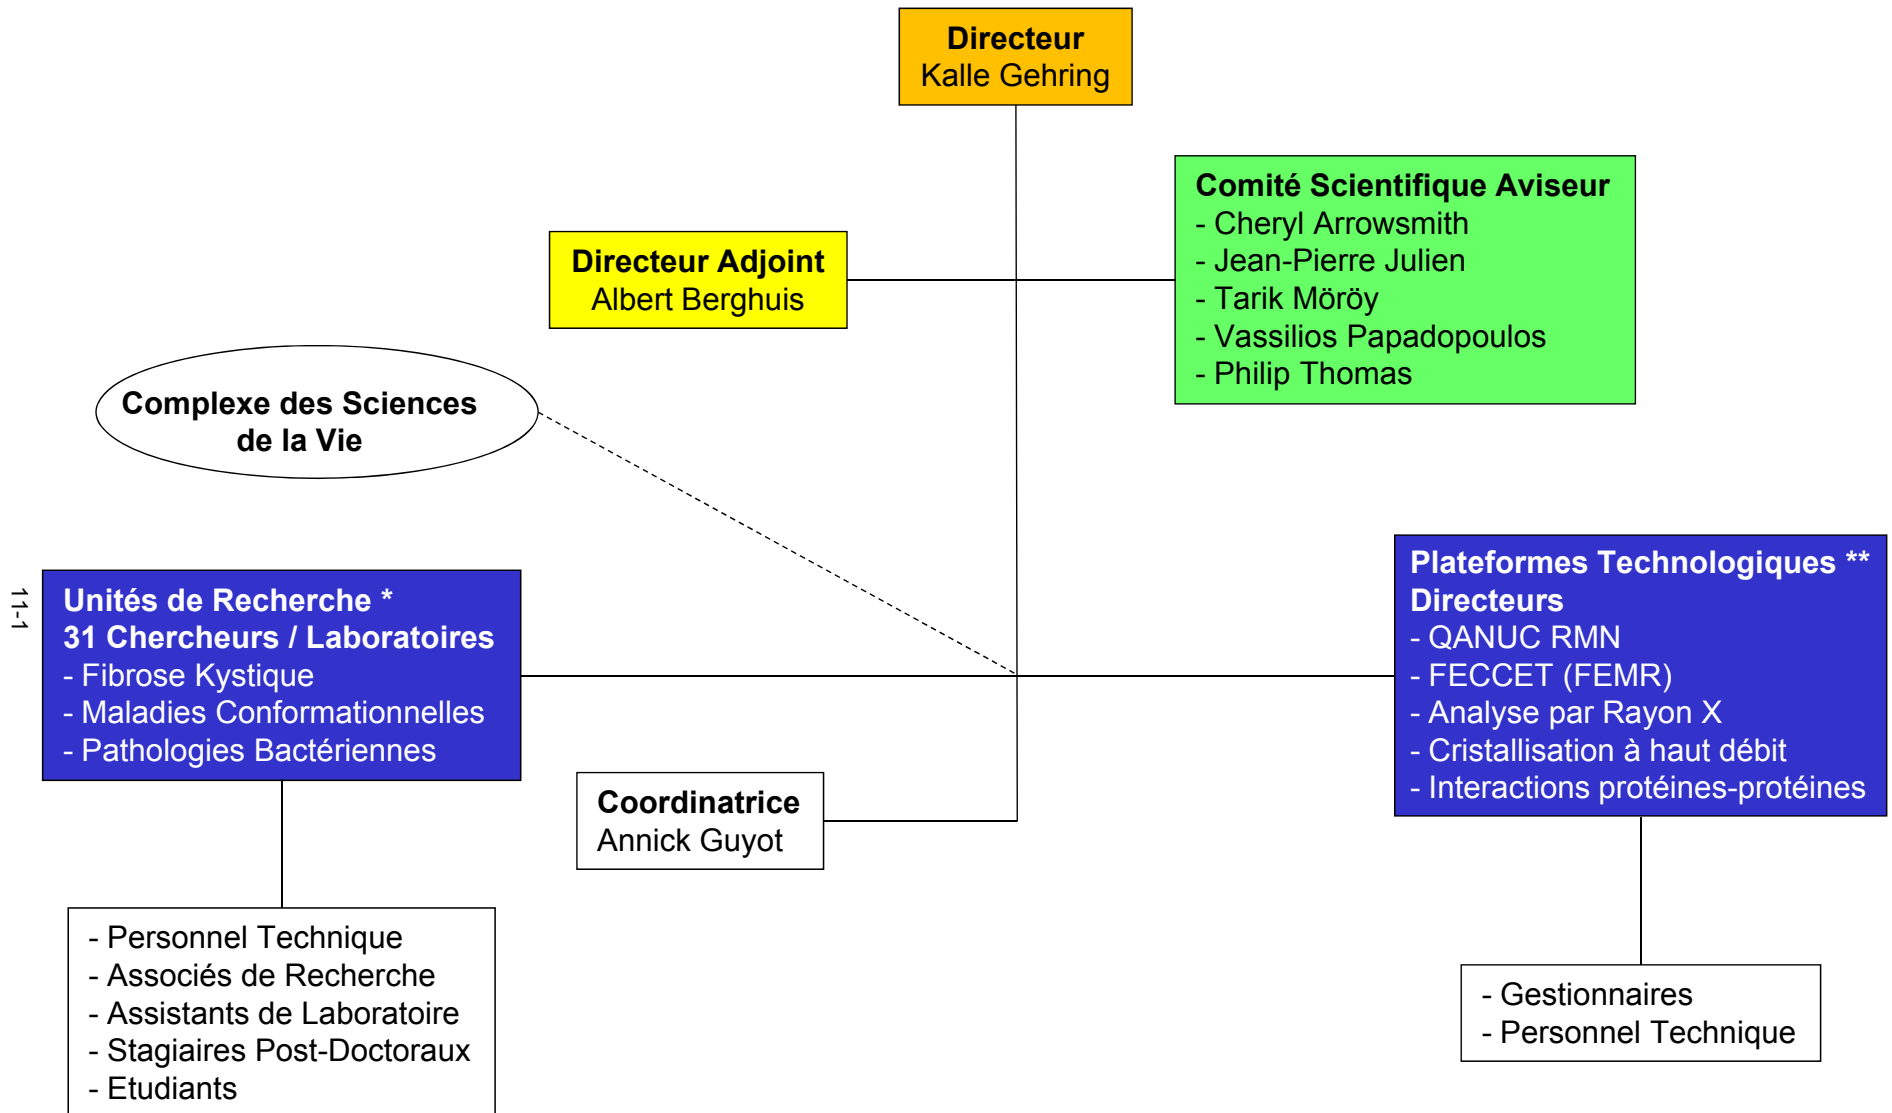 Directeur
Kalle Gehring
Comité Scientifique Aviseur
- Cheryl Arrowsmith
- Jean-Pierre Julien
- Tarik Möröy
- Vassilios Papadopoulos
- Philip Thomas
Directeur Adjoint
Albert Berghuis
Complexe des Sciences
de la Vie
Unités de Recherche *
31 Chercheurs / Laboratoires
- Fibrose Kystique
- Maladies Conformationnelles
- Pathologies Bactériennes
Plateformes Technologiques **
Directeurs
- QANUC RMN
- FECCET (FEMR)
- Analyse par Rayon X
- Cristallisation à haut débit
- Interactions protéines-protéines
11-1
Coordinatrice
Annick Guyot
- Personnel Technique
- Associés de Recherche
- Assistants de Laboratoire
- Stagiaires Post-Doctoraux
- Etudiants
- Gestionnaires
- Personnel Technique